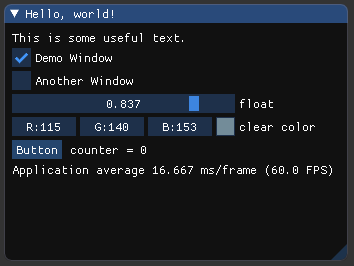 Hello, world!
This is some useful text.
Demo Window
Another Window
0.837 float
R:115 G:140 B:153 clear color
Button counter = 0
Application average 16.667 ms/frame (60.0 FPS)